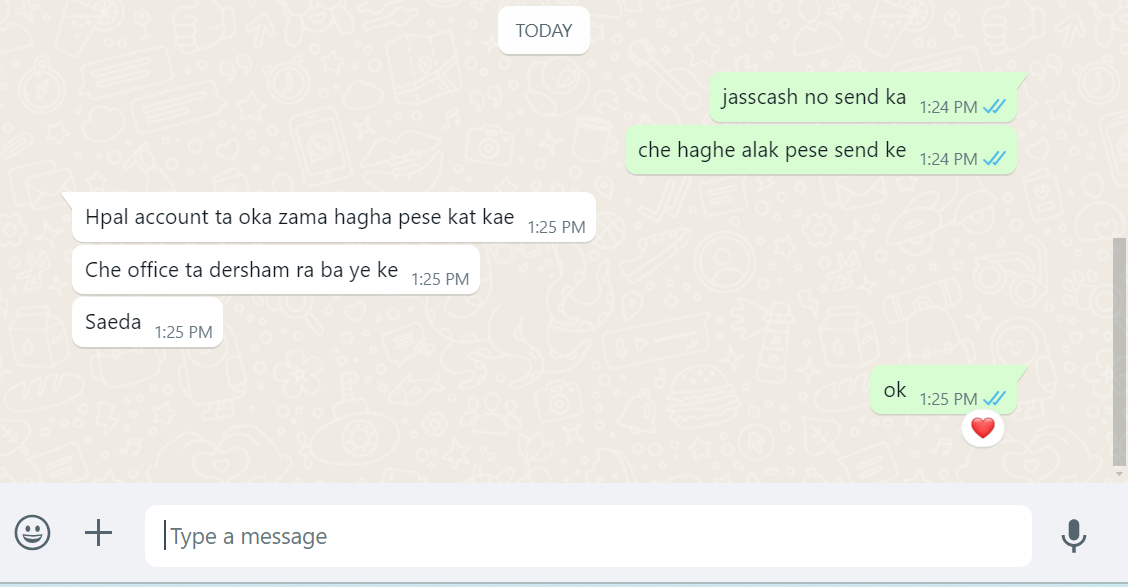 TODAY
jasscash no send ka 1:24 PM
che haghe alak pese send ke 1:24 PM
Hpal account ta oka zama hagha pese kat kae 1:25 PM
Che office ta dersham ra ba ye ke 1:25 PM
Saeda 1:25 PM
ok 1:25 PM
Type a message